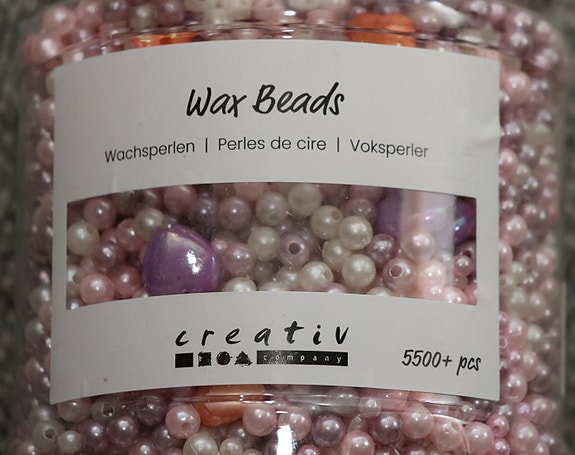 Wax Beads
Wachsperlen | Perles de cire | Voksperler
creativ
company
5500+ pcs